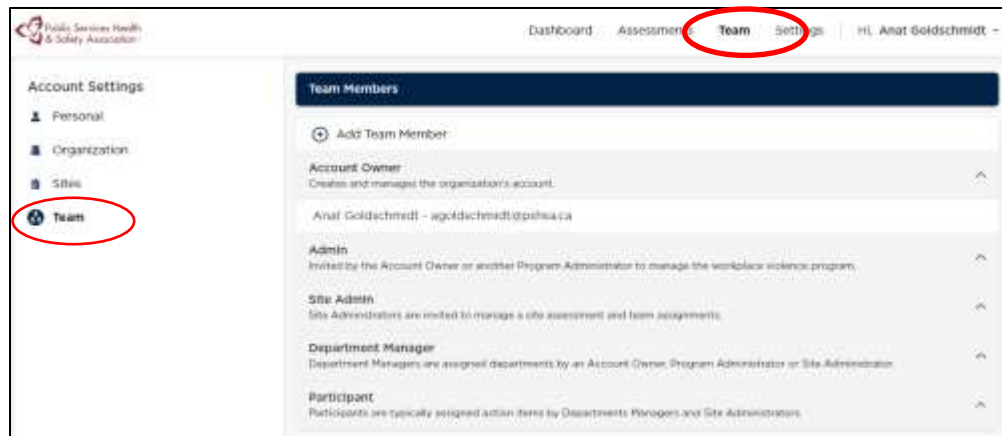 Public Services Health
& Safety Association
Dashboard Assessments Team Settings Hi, Anat Goldschmidt
Account Settings
Personal
Organization
Sites
Team
Team Members
Add Team Member
Account Owner
Creates and manages the organization's account.
Anat Goldschmidt - agoldschmidt@pshsa.ca
Admin
Invited by the Account Owner or another Program Administrator to manage the workplace violence program.
Site Admin
Site Administrators are invited to manage a site assessment and team assignments.
Department Manager
Department Managers are assigned departments by an Account Owner, Program Administrator or Site Administrator.
Participant
Participants are typically assigned action items by Departments Managers and Site Administrators.